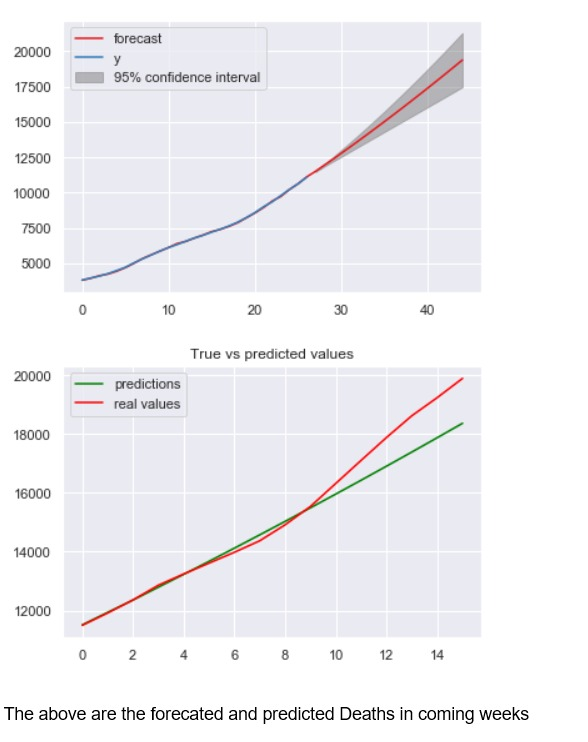 forecast
y
95% confidence interval
20000
17500
15000
12500
10000
7500
5000
0 10 20 30 40
True vs predicted values
predictions
real values
20000
18000
16000
14000
12000
0 2 4 6 8 10 12 14
The above are the forecated and predicted Deaths in coming weeks